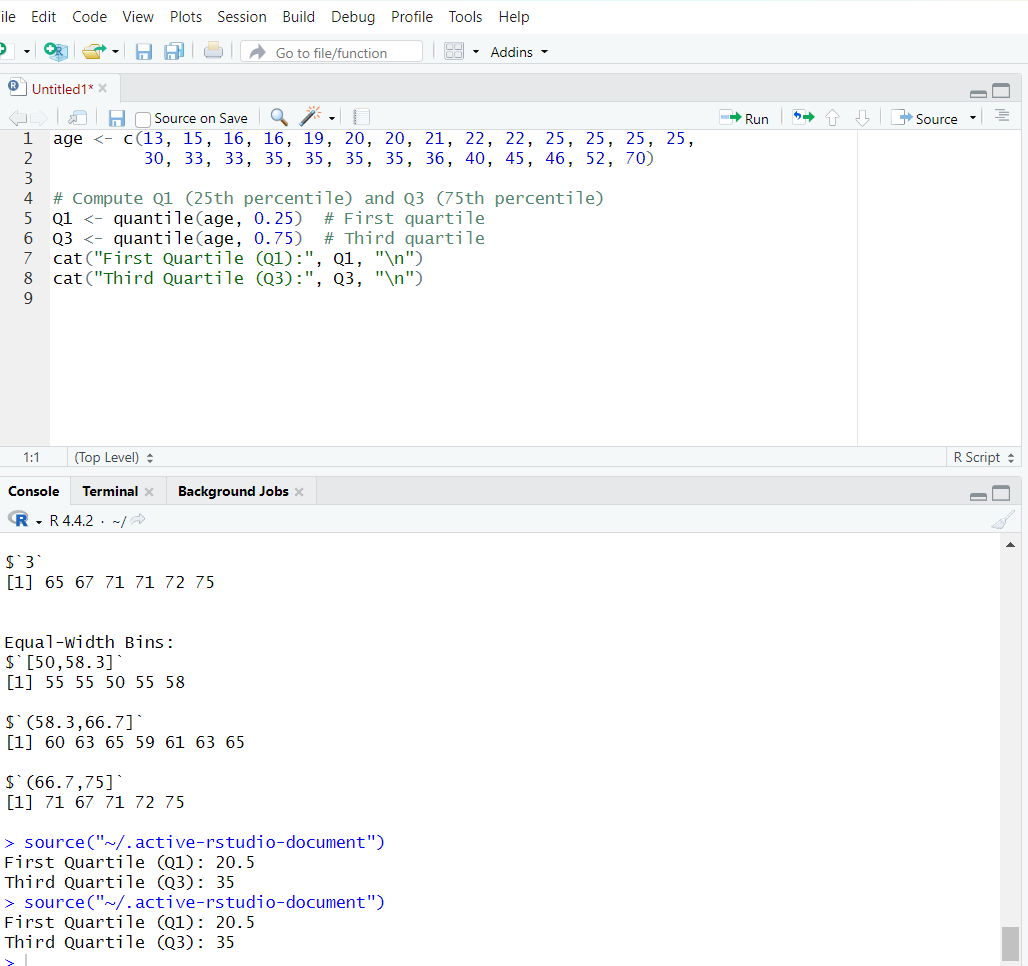 ile Edit Code View Plots Session Build Debug Profile Tools Help
Go to file/function Addins
Untitled1*
Source on Save Run Source
1 age <- c(13, 15, 16, 16, 19, 20, 20, 21, 22, 22, 25, 25, 25, 25,
2 30, 33, 33, 35, 35, 35, 35, 36, 40, 45, 46, 52, 70)
3
4 # Compute Q1 (25th percentile) and Q3 (75th percentile)
5 Q1 <- quantile(age, 0.25)  # First quartile
6 Q3 <- quantile(age, 0.75)  # Third quartile
7 cat("First Quartile (Q1):", Q1, "\n")
8 cat("Third Quartile (Q3):", Q3, "\n")
9
1:1 (Top Level) R Script
Console Terminal Background Jobs
R 4.4.2 · ~/
$`3`
[1] 65 67 71 71 72 75
Equal-Width Bins:
$`[50,58.3]`
[1] 55 55 50 55 58
$`(58.3,66.7]`
[1] 60 63 65 59 61 63 65
$`(66.7,75]`
[1] 71 67 71 72 75
> source("~/.active-rstudio-document")
First Quartile (Q1): 20.5
Third Quartile (Q3): 35
> source("~/.active-rstudio-document")
First Quartile (Q1): 20.5
Third Quartile (Q3): 35
>